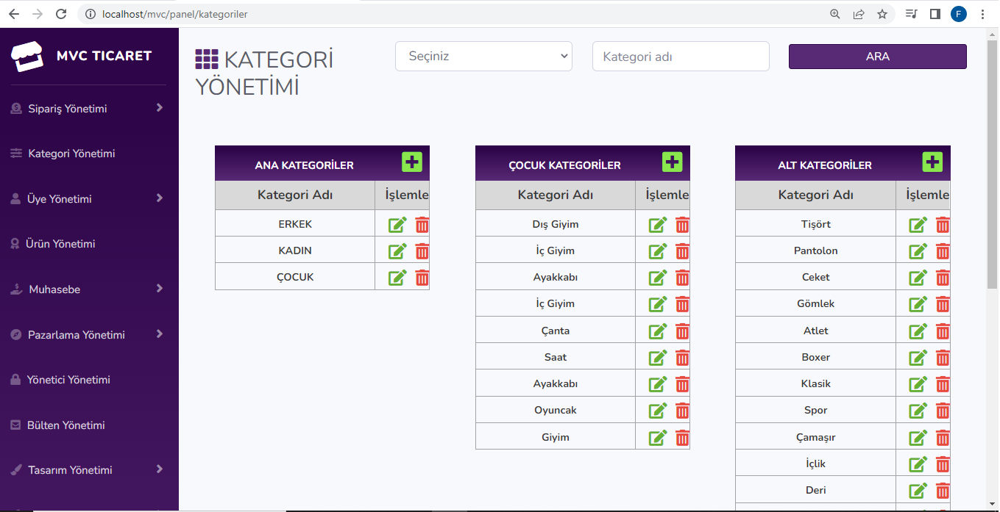 localhost/mvc/panel/kategoriler
F
MVC TICARET
Sipariş Yönetimi
Kategori Yönetimi
Üye Yönetimi
Ürün Yönetimi
Muhasebe
Pazarlama Yönetimi
Yönetici Yönetimi
Bülten Yönetimi
Tasarım Yönetimi
KATEGORİ
YÖNETİMİ
Seçiniz
Kategori adı
ARA
ANA KATEGORİLER
Kategori Adı İşlemle
ERKEK
KADIN
ÇOCUK
ÇOCUK KATEGORİLER
Kategori Adı İşlemle
Dış Giyim
İç Giyim
Ayakkabı
İç Giyim
Çanta
Saat
Ayakkabı
Oyuncak
Giyim
ALT KATEGORİLER
Kategori Adı İşlemle
Tişört
Pantolon
Ceket
Gömlek
Atlet
Boxer
Klasik
Spor
Çamaşır
İçlik
Deri